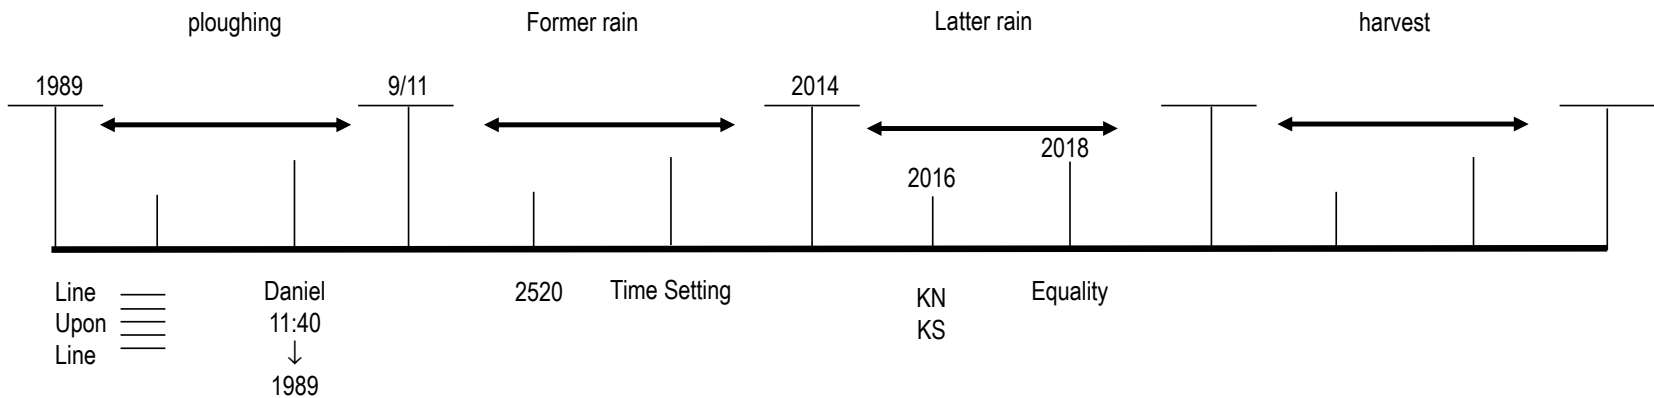 ploughing
Former rain
Latter rain
harvest
1989
9/11
2014
2018
2016
Line
Upon
Line
Daniel
11:40
↓
1989
2520
Time Setting
KN
KS
Equality